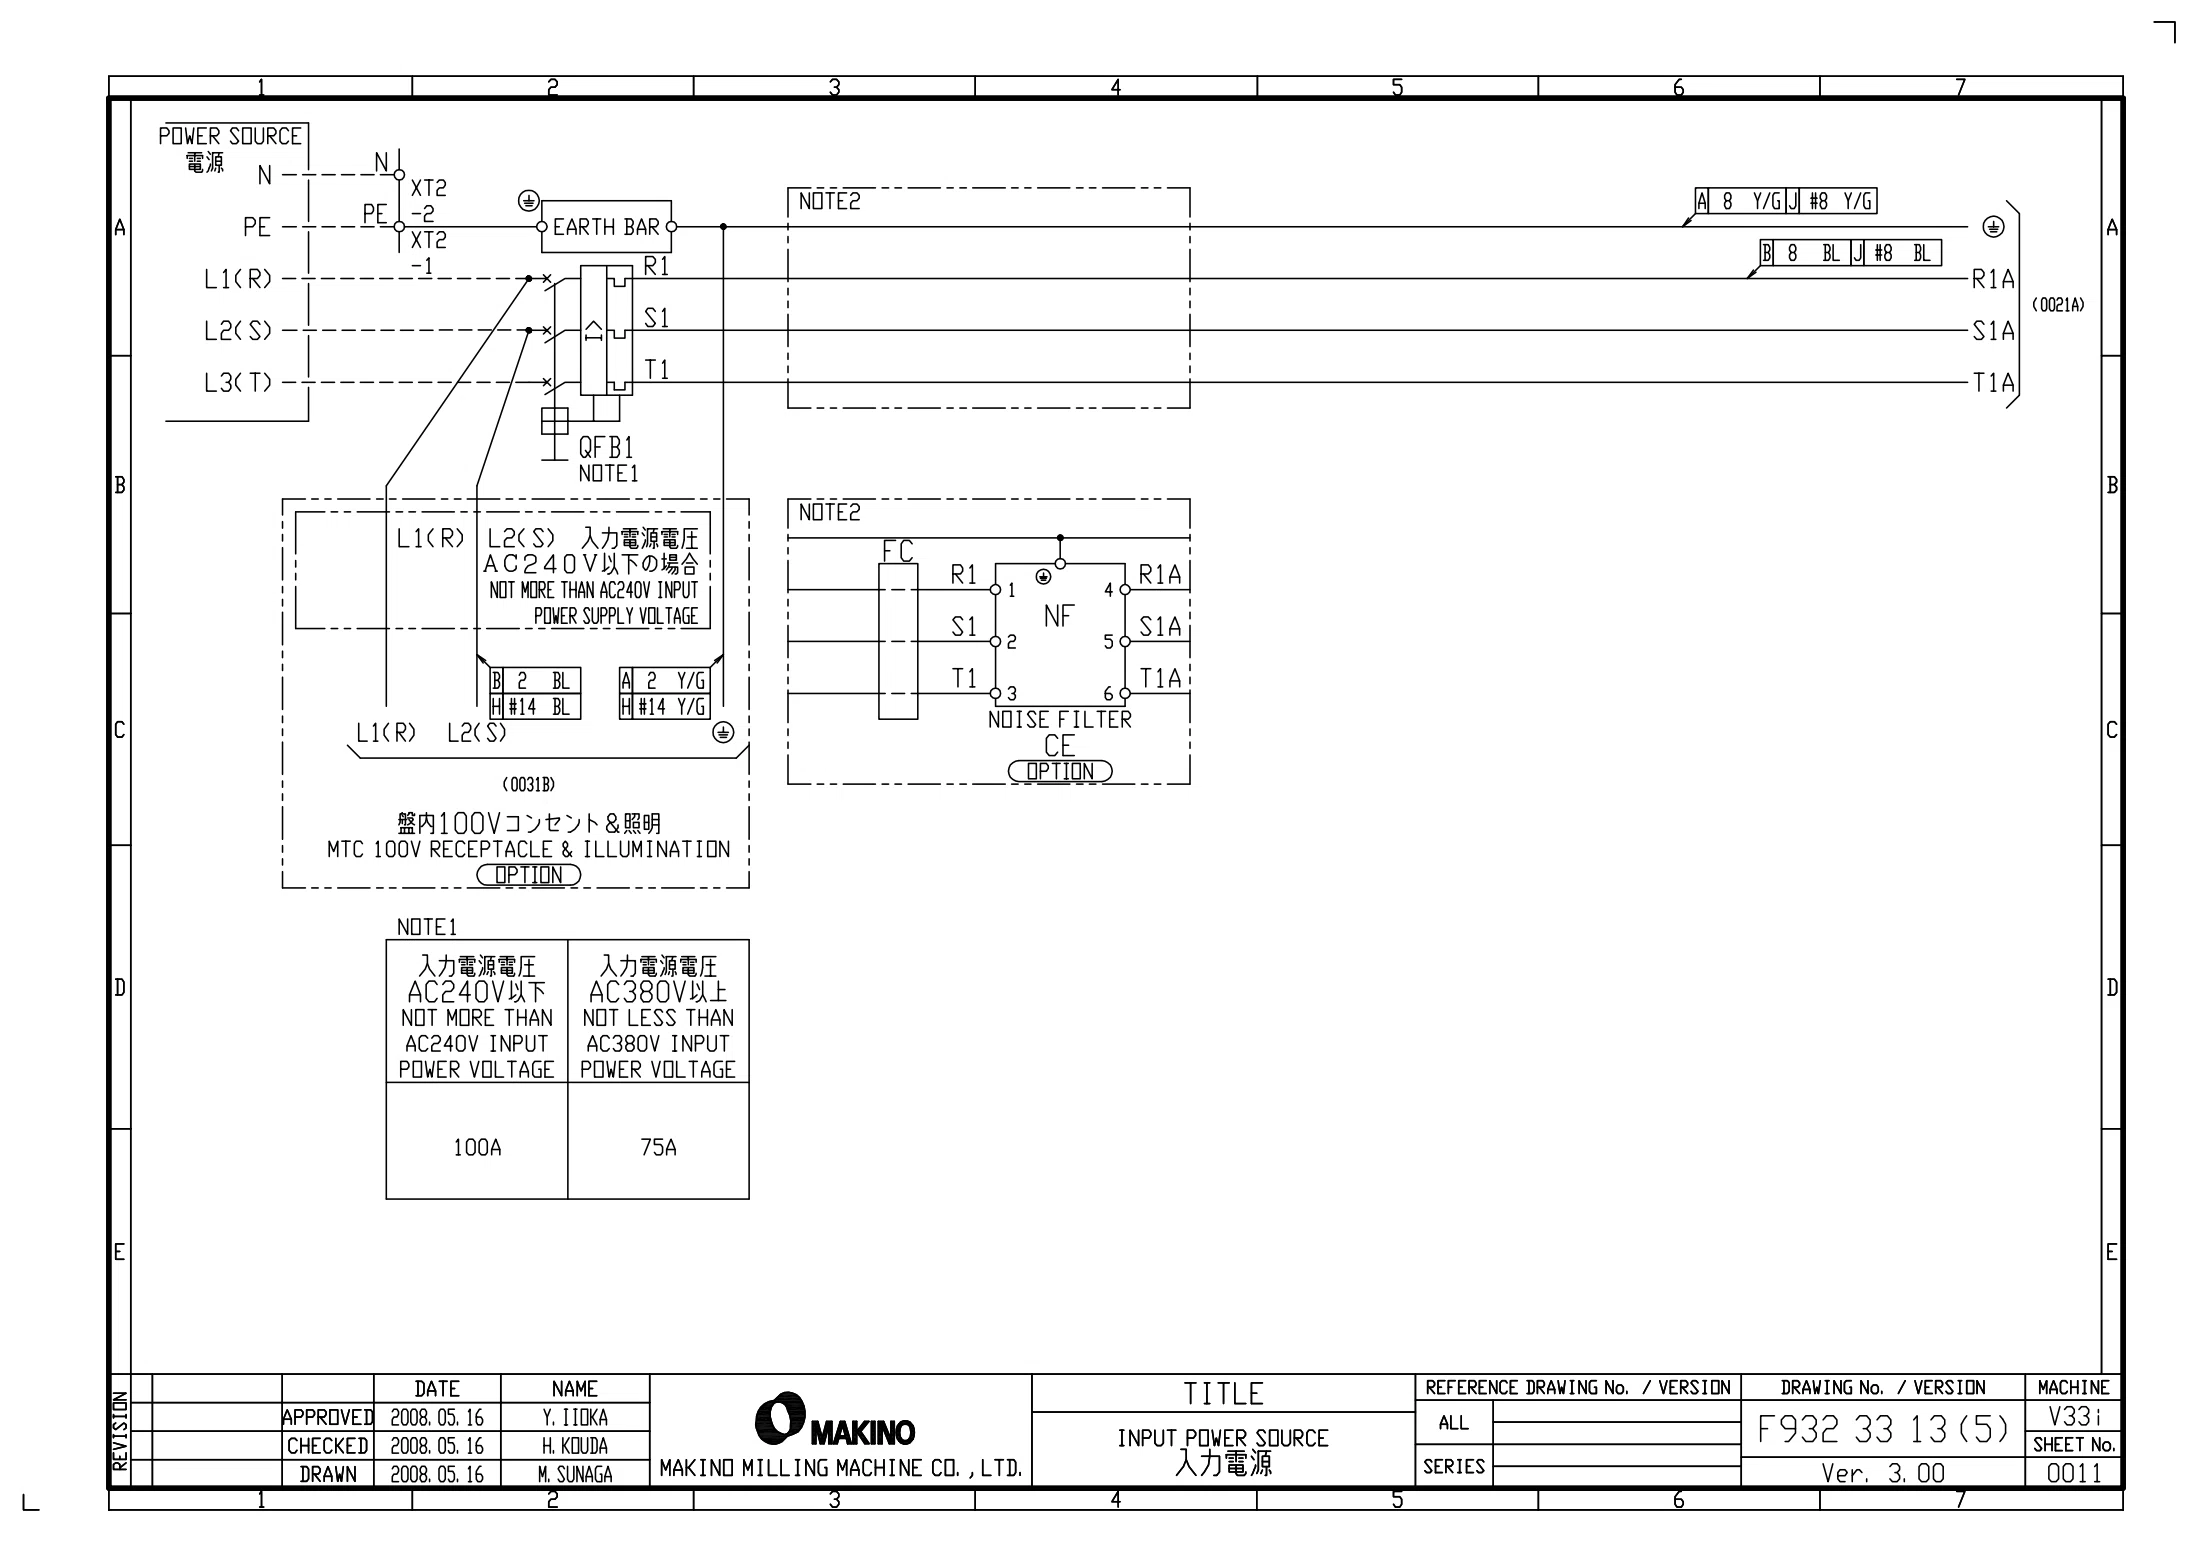 1 2 3 4 5 6 7
A A
B B
C C
D D
E E
POWER SOURCE
電源
N
PE
L1(R)
L2(S)
L3(T)
N
XT2
-2
PE
XT2
-1
EARTH BAR
R1
S1
T1
I>
QFB1
NOTE1
NOTE2
A 8 Y/G J #8 Y/G
B 8 BL J #8 BL
R1A
S1A
T1A
(0021A)
L1(R) L2(S) 入力電源電圧
AC240V以下の場合
NOT MORE THAN AC240V INPUT
POWER SUPPLY VOLTAGE
B 2 BL
H #14 BL
A 2 Y/G
H #14 Y/G
L1(R) L2(S)
(0031B)
盤内100Vコンセント&照明
MTC 100V RECEPTACLE & ILLUMINATION
OPTION
NOTE2
FC
R1 1 4 R1A
NF
S1 2 5 S1A
T1 3 6 T1A
NOISE FILTER
CE
OPTION
NOTE1
入力電源電圧
AC240V以下
NOT MORE THAN
AC240V INPUT
POWER VOLTAGE
100A
入力電源電圧
AC380V以上
NOT LESS THAN
AC380V INPUT
POWER VOLTAGE
75A
REVISION
DATE NAME
APPROVED 2008.05.16 Y. IIOKA
CHECKED 2008.05.16 H. KOUDA
DRAWN 2008.05.16 M. SUNAGA
MAKINO
MAKINO MILLING MACHINE CO.,LTD.
TITLE
INPUT POWER SOURCE
入力電源
REFERENCE DRAWING No. / VERSION
ALL
SERIES
DRAWING No. / VERSION
F932 33 13(5)
Ver. 3.00
MACHINE
V33i
SHEET No.
0011
1 2 3 4 5 6 7